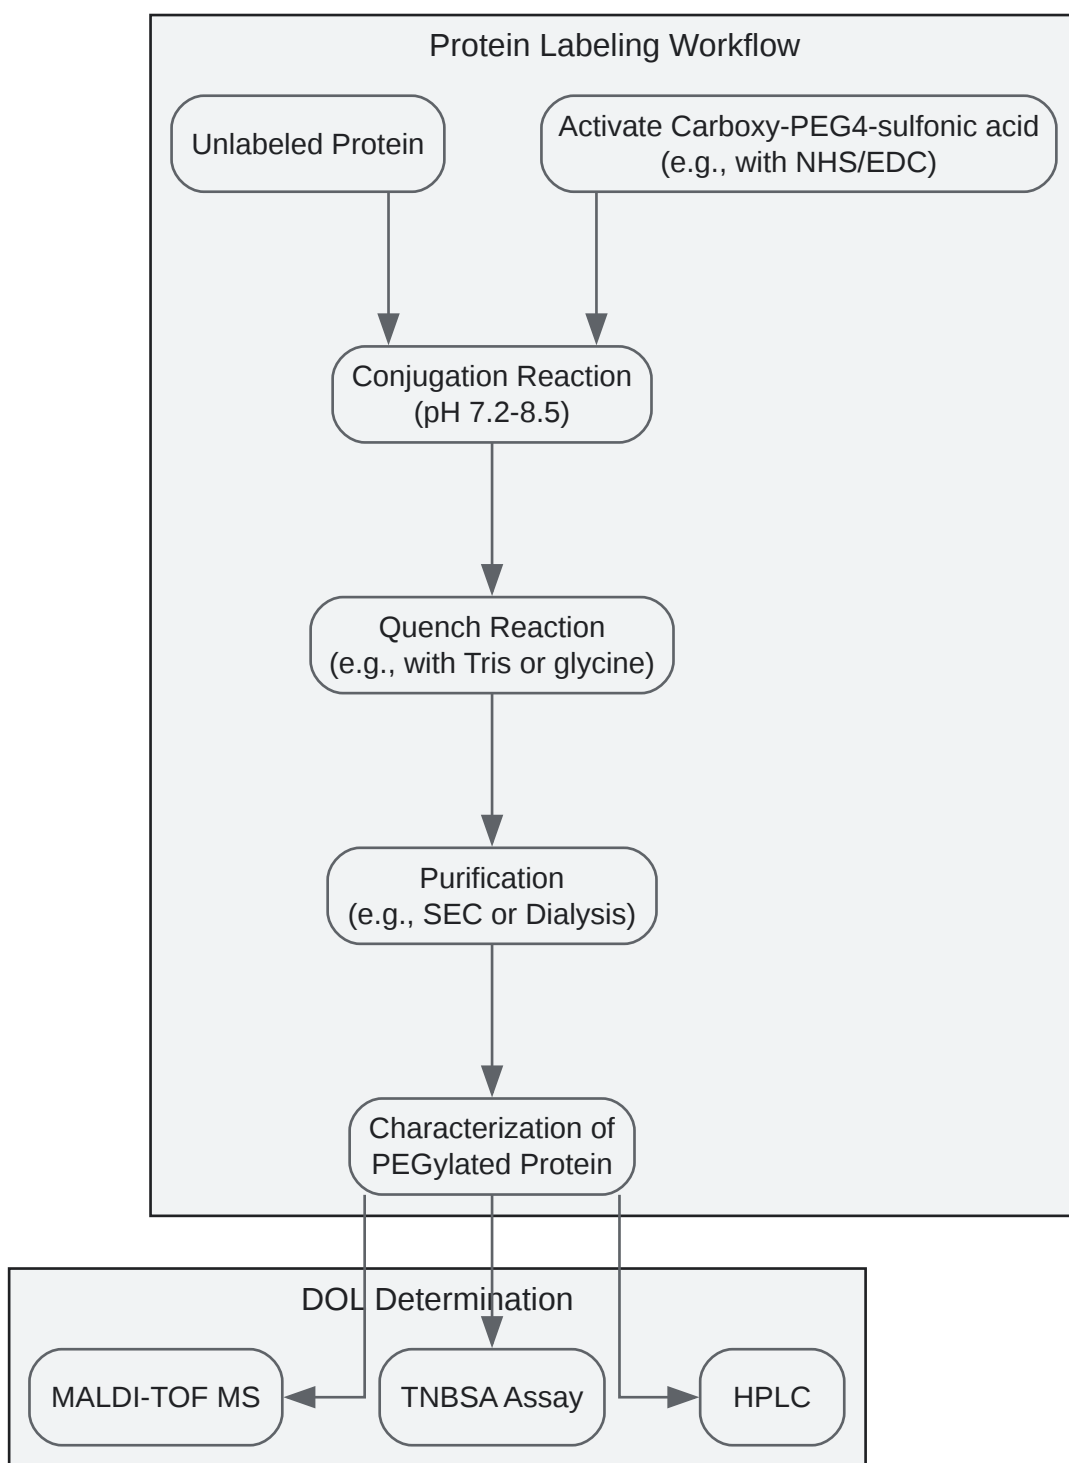 Protein Labeling Workflow
Unlabeled Protein
Activate Carboxy-PEG4-sulfonic acid
(e.g., with NHS/EDC)
Conjugation Reaction
(pH 7.2-8.5)
Quench Reaction
(e.g., with Tris or glycine)
Purification
(e.g., SEC or Dialysis)
Characterization of
PEGylated Protein
DOL Determination
MALDI-TOF MS
TNBSA Assay
HPLC